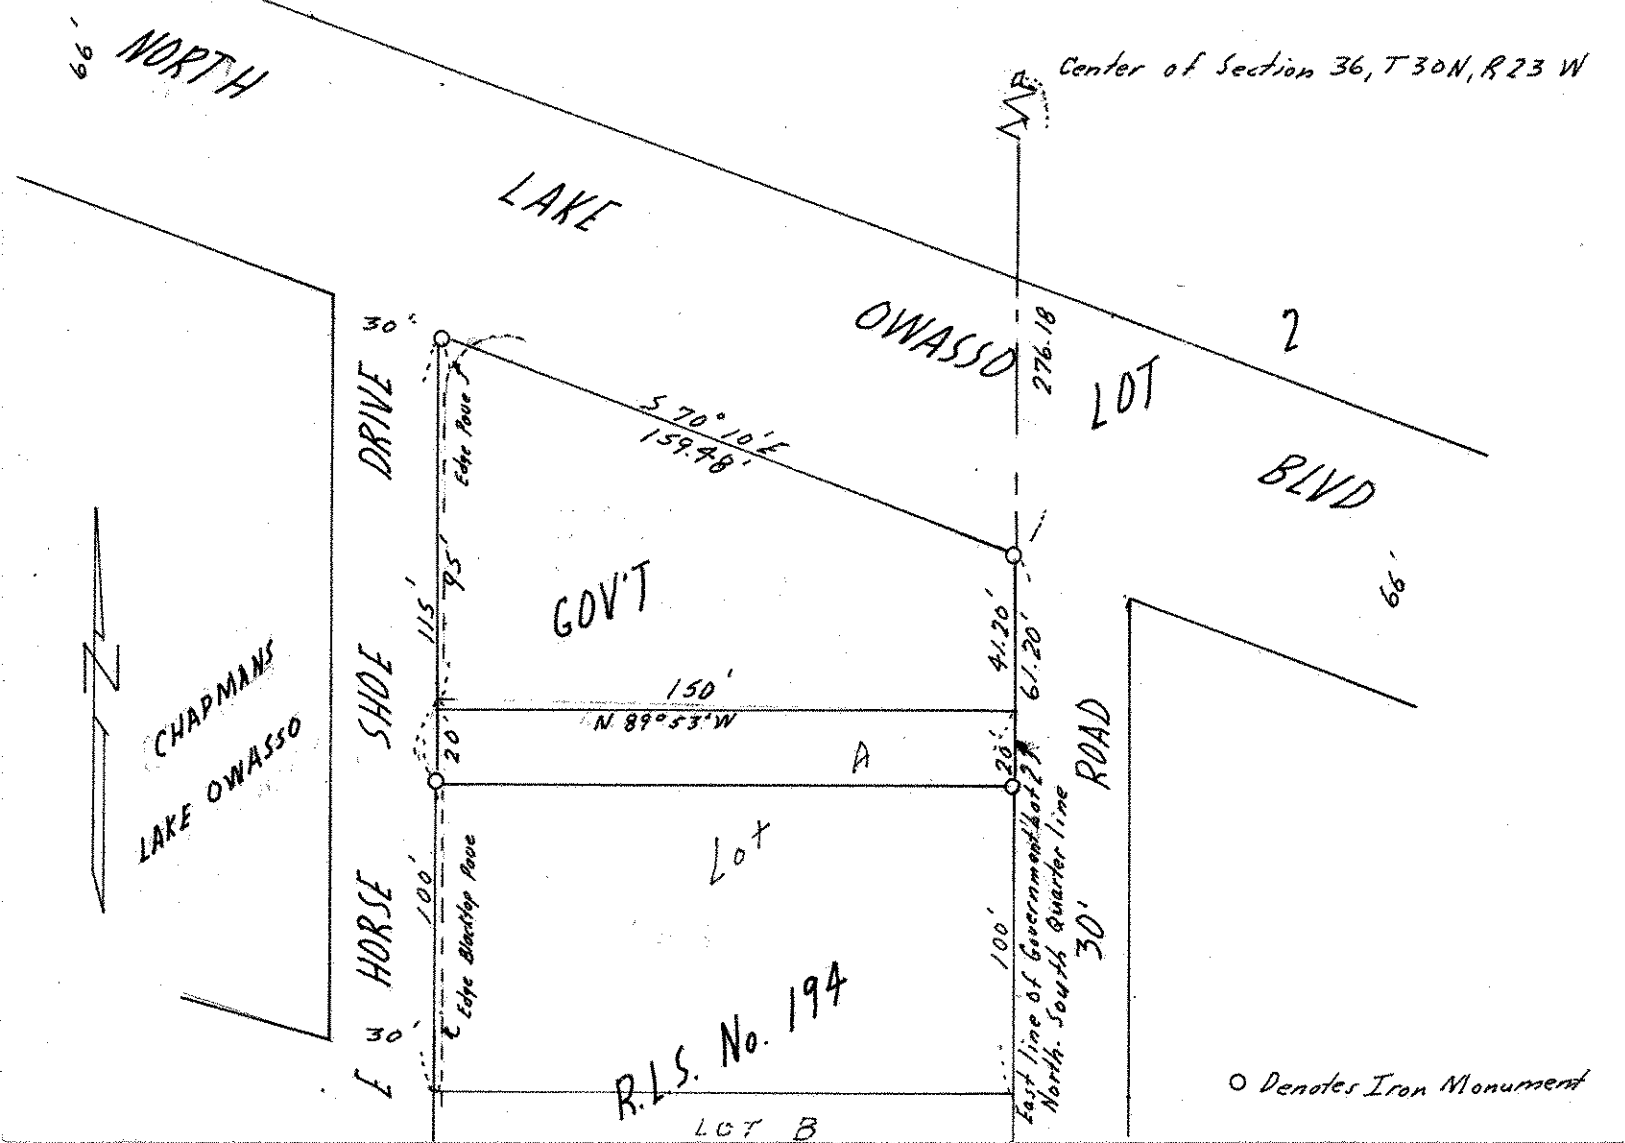 66'
NORTH
Center of Section 36, T30N, R23 W
LAKE
OWASSO
276.18
2
LOT
BLVD
66'
30'
DRIVE
Edge Pave
S 70° 10' E
159.48'
GOV'T
115'
95'
41.20'
61.20'
150'
N 89° 53' W
20'
20'
A
SHOE
CHAPMANS
LAKE OWASSO
ROAD
30'
Lot
HORSE
100'
Edge Blacktop Pave
100'
East line of Government Lot 2
North-South Quarter line
R.L.S. No. 194
30'
E
LOT B
O Denotes Iron Monument